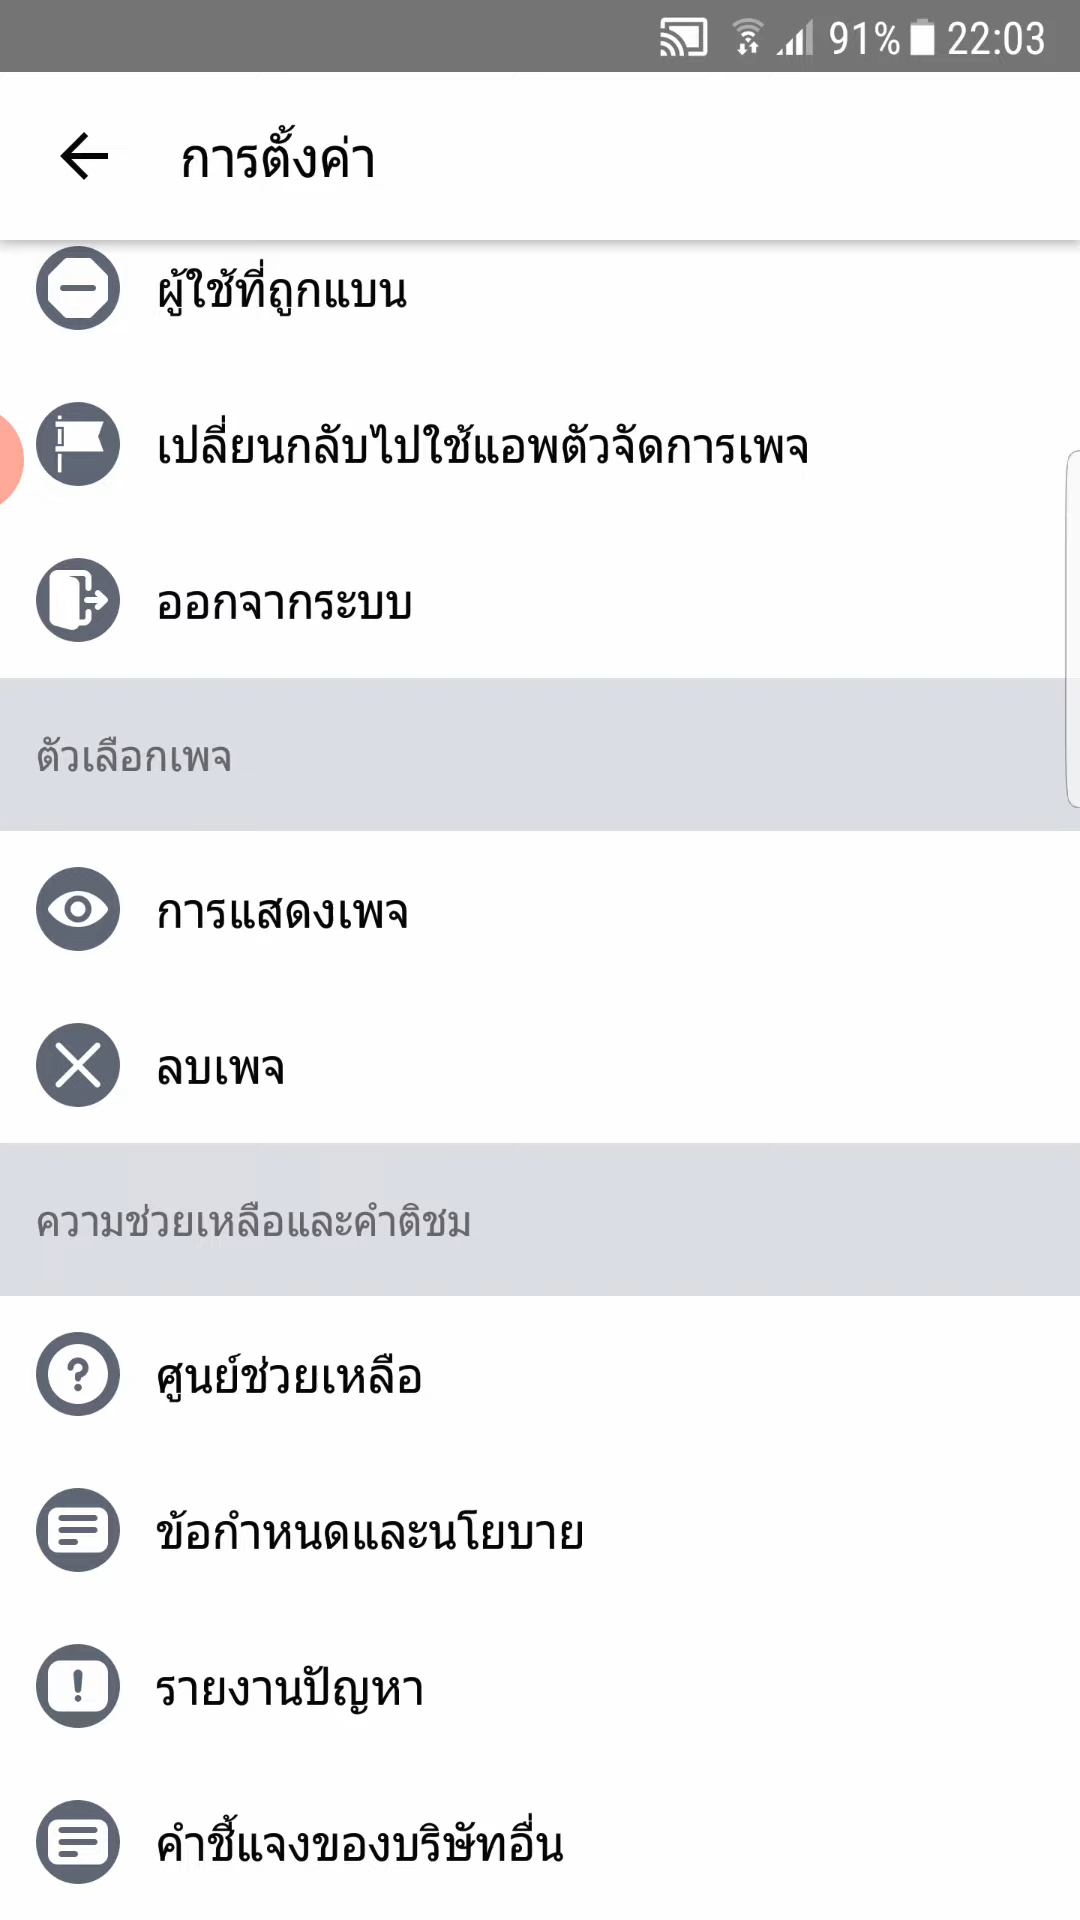 91% 22:03
การตั้งค่า
ผู้ใช้ที่ถูกแบน
เปลี่ยนกลับไปใช้แอพตัวจัดการเพจ
ออกจากระบบ
ตัวเลือกเพจ
การแสดงเพจ
ลบเพจ
ความช่วยเหลือและคำติชม
ศูนย์ช่วยเหลือ
ข้อกำหนดและนโยบาย
รายงานปัญหา
คำชี้แจงของบริษัทอื่น